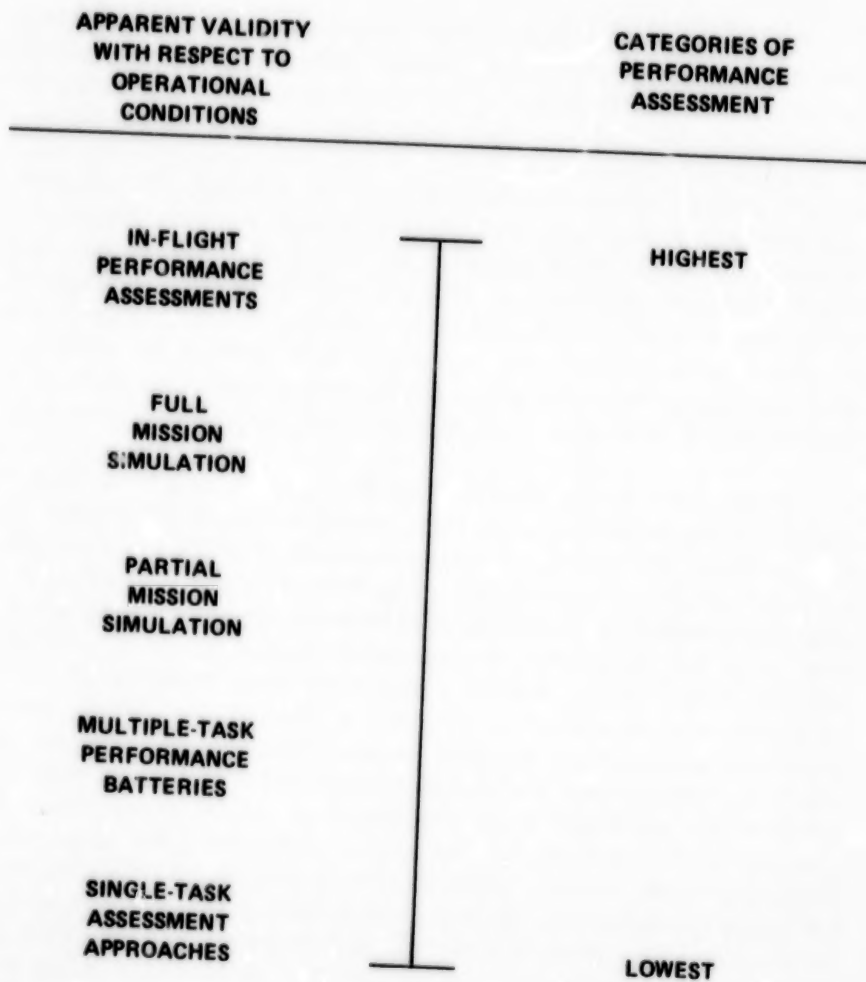 APPARENT VALIDITY
WITH RESPECT TO
OPERATIONAL
CONDITIONS
CATEGORIES OF
PERFORMANCE
ASSESSMENT
IN-FLIGHT
PERFORMANCE
ASSESSMENTS
HIGHEST
FULL
MISSION
SIMULATION
PARTIAL
MISSION
SIMULATION
MULTIPLE-TASK
PERFORMANCE
BATTERIES
SINGLE-TASK
ASSESSMENT
APPROACHES
LOWEST